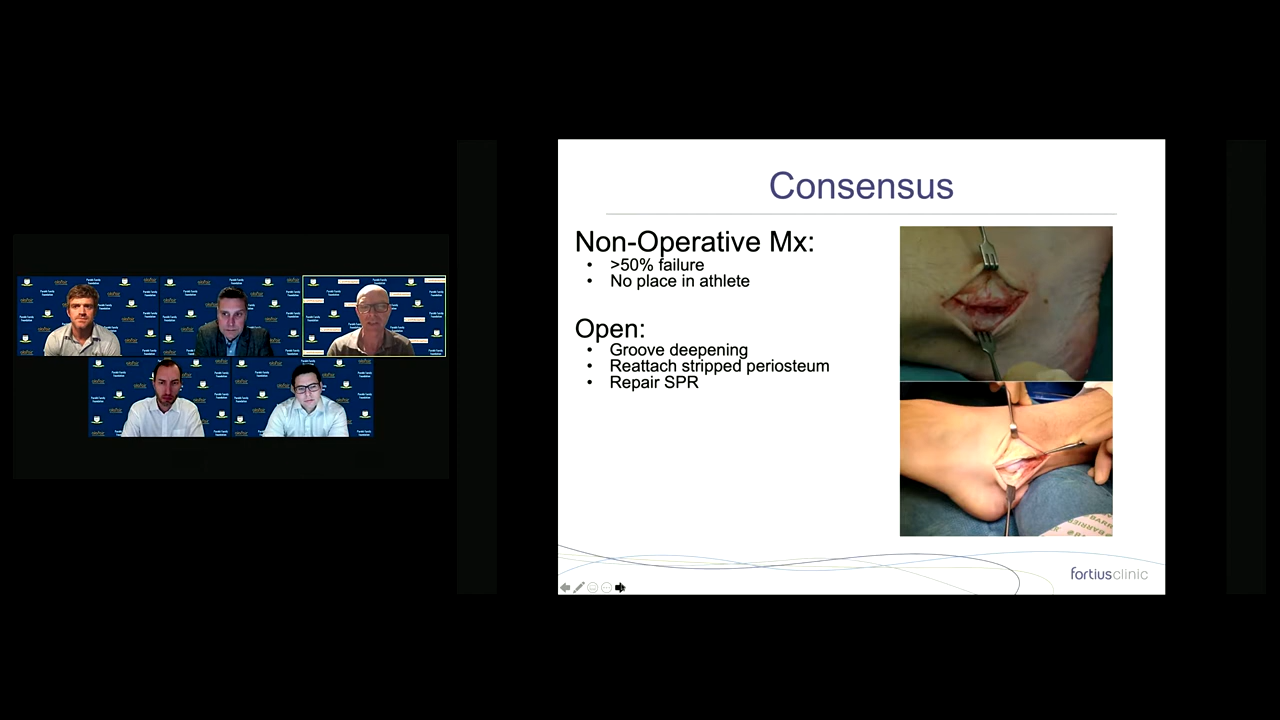 Consensus
Non-Operative Mx:
• >50% failure
• No place in athlete
Open:
• Groove deepening
• Reattach stripped periosteum
• Repair SPR
fortiusclinic